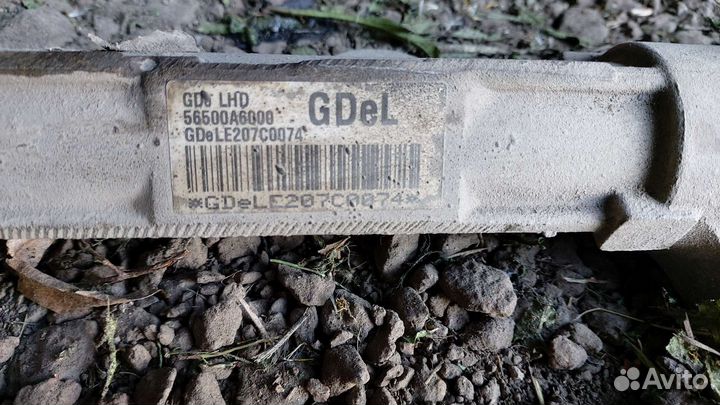 GDe LHD
56500A6000
GDeLE207C0074
GDeL
*GDeLE207C0074*
Avito